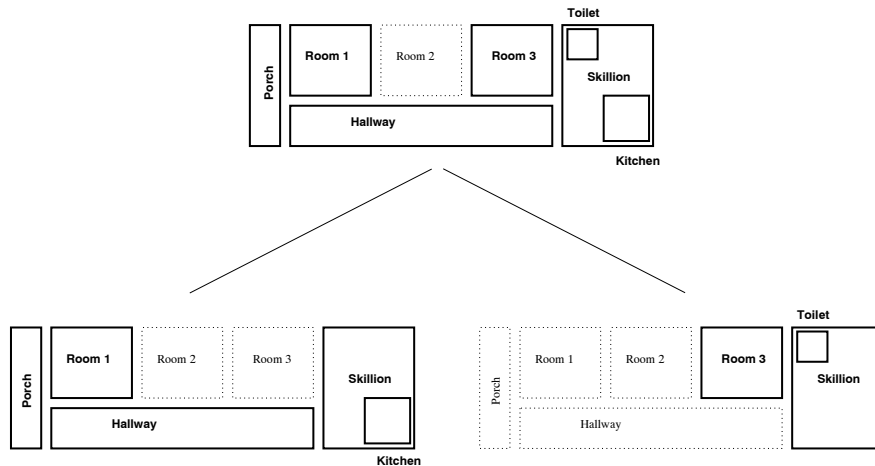 Toilet
Room 1 Room 2 Room 3
Porch
Skillion
Hallway
Kitchen
Toilet
Room 1 Room 2 Room 3
Porch
Skillion
Hallway
Kitchen
Room 1 Room 2 Room 3
Porch
Skillion
Hallway